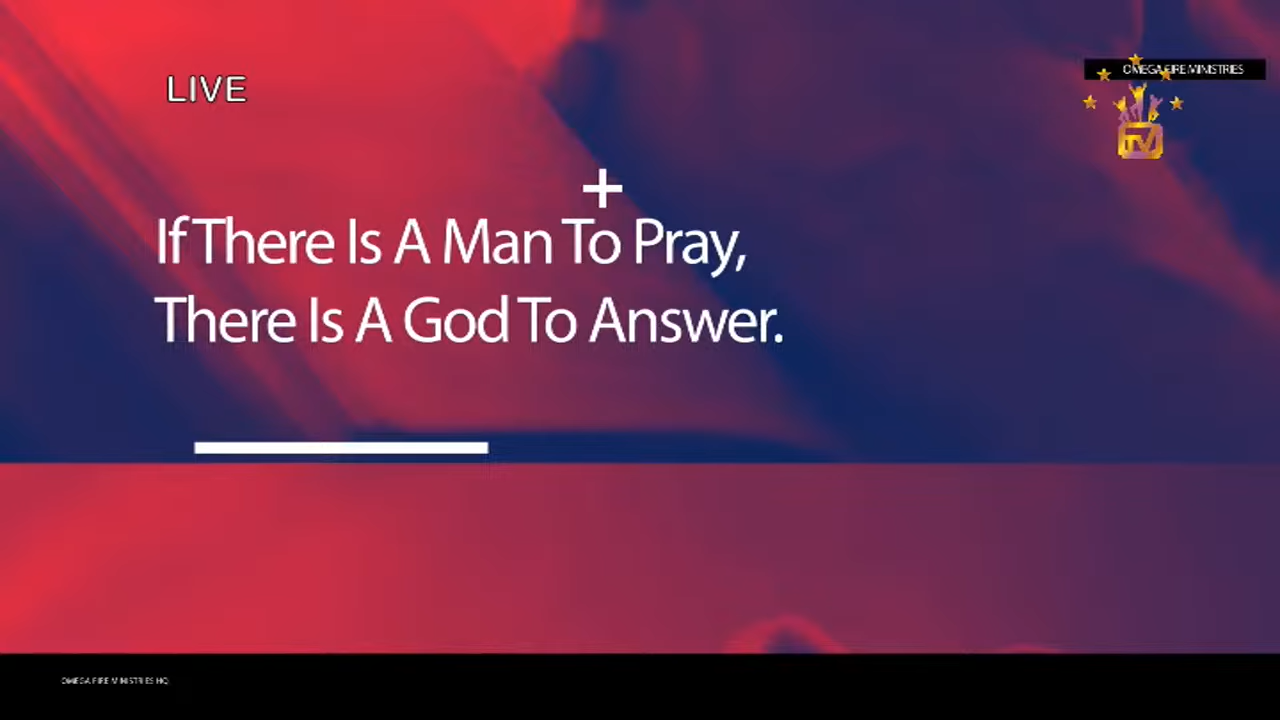 LIVE
OMEGA FIRE MINISTRIES
TV
If There Is A Man To Pray,
There Is A God To Answer.
OMEGA FIRE MINISTRIES HQ